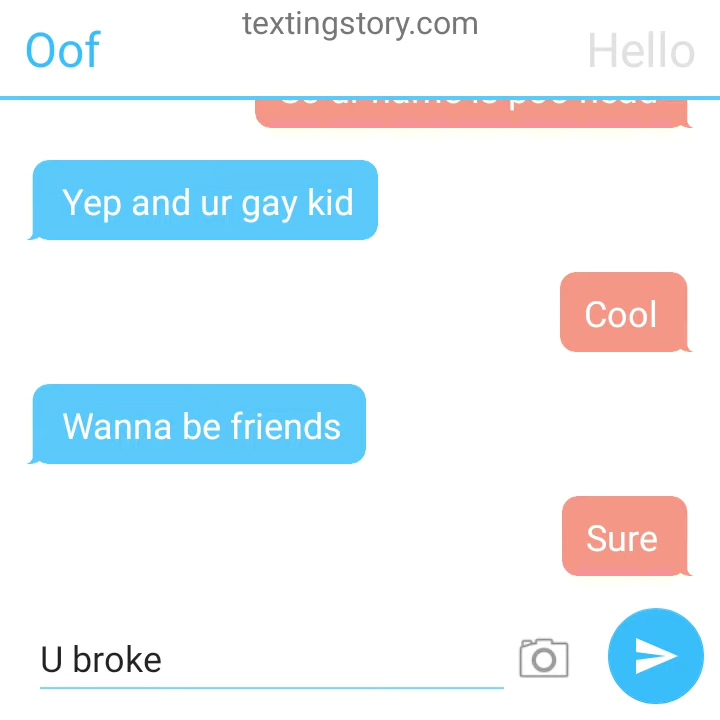 textingstory.com
Oof
Hello
Yep and ur gay kid
Cool
Wanna be friends
Sure
U broke